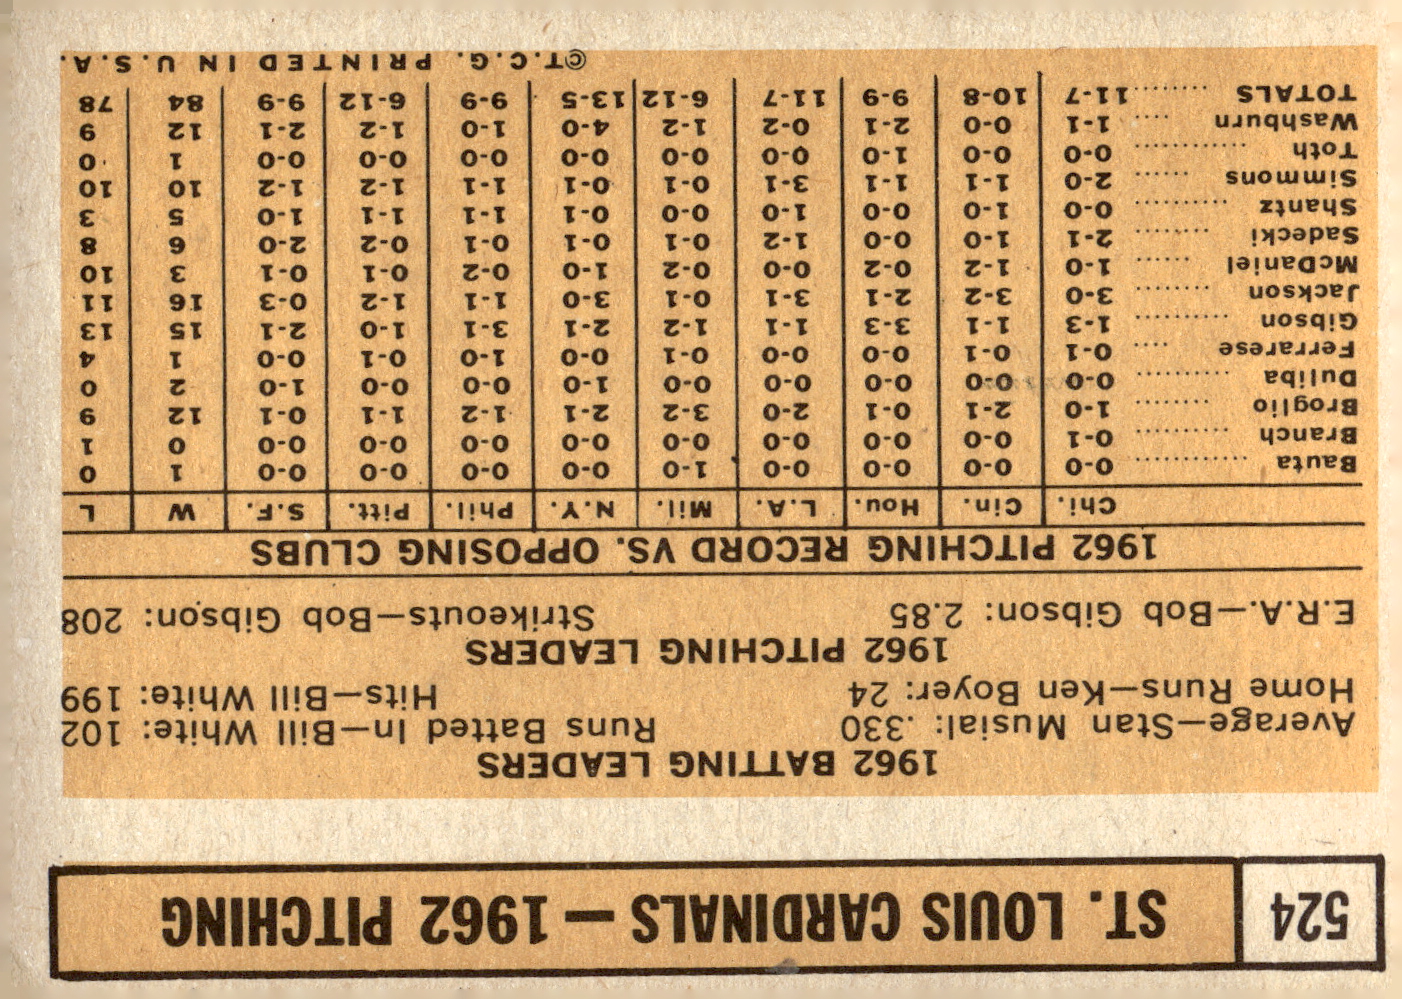 524 ST. LOUIS CARDINALS — 1962 PITCHING
1962 BATTING LEADERS
Average—Stan Musial: .330 Runs Batted In—Bill White: 102
Home Runs—Ken Boyer: 24 Hits—Bill White: 199
1962 PITCHING LEADERS
E.R.A.—Bob Gibson: 2.85 Strikeouts—Bob Gibson: 208
1962 PITCHING RECORD VS. OPPOSING CLUBS
Chi. Cin. Hou. L.A. Mil. N.Y. Phil. Pitt. S.F. W L
Bauta 0-0 0-0 0-0 0-0 1-0 0-0 0-0 0-0 0-0 1 0
Branch 0-1 0-0 0-0 0-0 0-0 0-0 0-0 0-0 0-0 0 1
Broglio 1-0 2-1 0-1 2-0 3-2 2-1 1-2 1-1 0-1 12 9
Duliba 0-0 0-0 0-0 0-0 0-0 1-0 0-0 0-0 1-0 2 0
Ferrarese 0-1 0-1 0-0 0-0 0-1 0-0 1-0 0-1 0-0 1 4
Gibson 1-3 1-1 3-3 1-1 1-2 2-1 3-1 1-0 2-1 15 13
Jackson 3-0 3-2 2-1 3-1 0-1 3-0 1-1 1-2 0-3 16 11
McDaniel 1-0 1-2 0-2 0-0 0-2 1-0 0-2 0-1 0-1 3 10
Sadecki 2-1 1-0 0-0 1-2 0-1 0-1 0-1 0-2 2-0 6 8
Shantz 0-0 1-0 0-0 1-0 0-0 0-1 1-1 1-1 1-0 5 3
Simmons 2-0 1-1 1-1 3-1 0-1 0-1 1-1 1-2 1-2 10 10
Toth 0-0 0-0 1-0 0-0 0-0 0-0 0-0 0-0 0-0 1 0
Washburn 1-1 0-0 2-1 0-2 1-2 4-0 1-0 1-2 2-1 12 9
TOTALS 11-7 10-8 9-9 11-7 6-12 13-5 9-9 6-12 9-9 84 78
©T.C.G. PRINTED IN U.S.A.